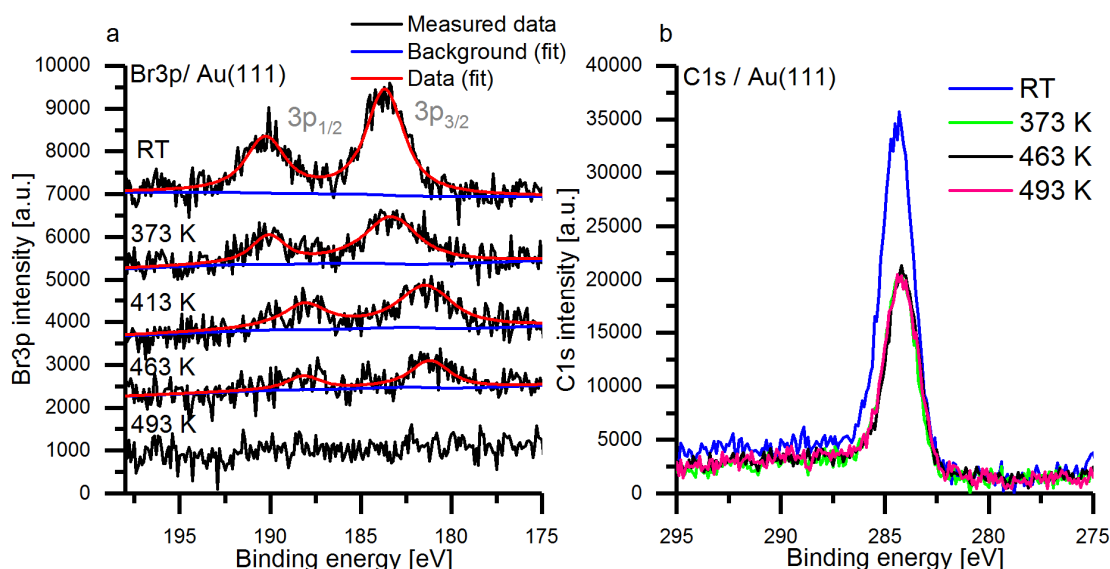 a
Measured data
Background (fit)
Data (fit)
Br3p/ Au(111)
3p1/2
3p3/2
RT
373 K
413 K
463 K
493 K
10000
9000
8000
7000
6000
5000
4000
3000
2000
1000
0
Br3p intensity [a.u.]
195
190
185
180
175
Binding energy [eV]
b
C1s / Au(111)
RT
373 K
463 K
493 K
40000
35000
30000
25000
20000
15000
10000
5000
0
C1s intensity [a.u.]
295
290
285
280
275
Binding energy [eV]